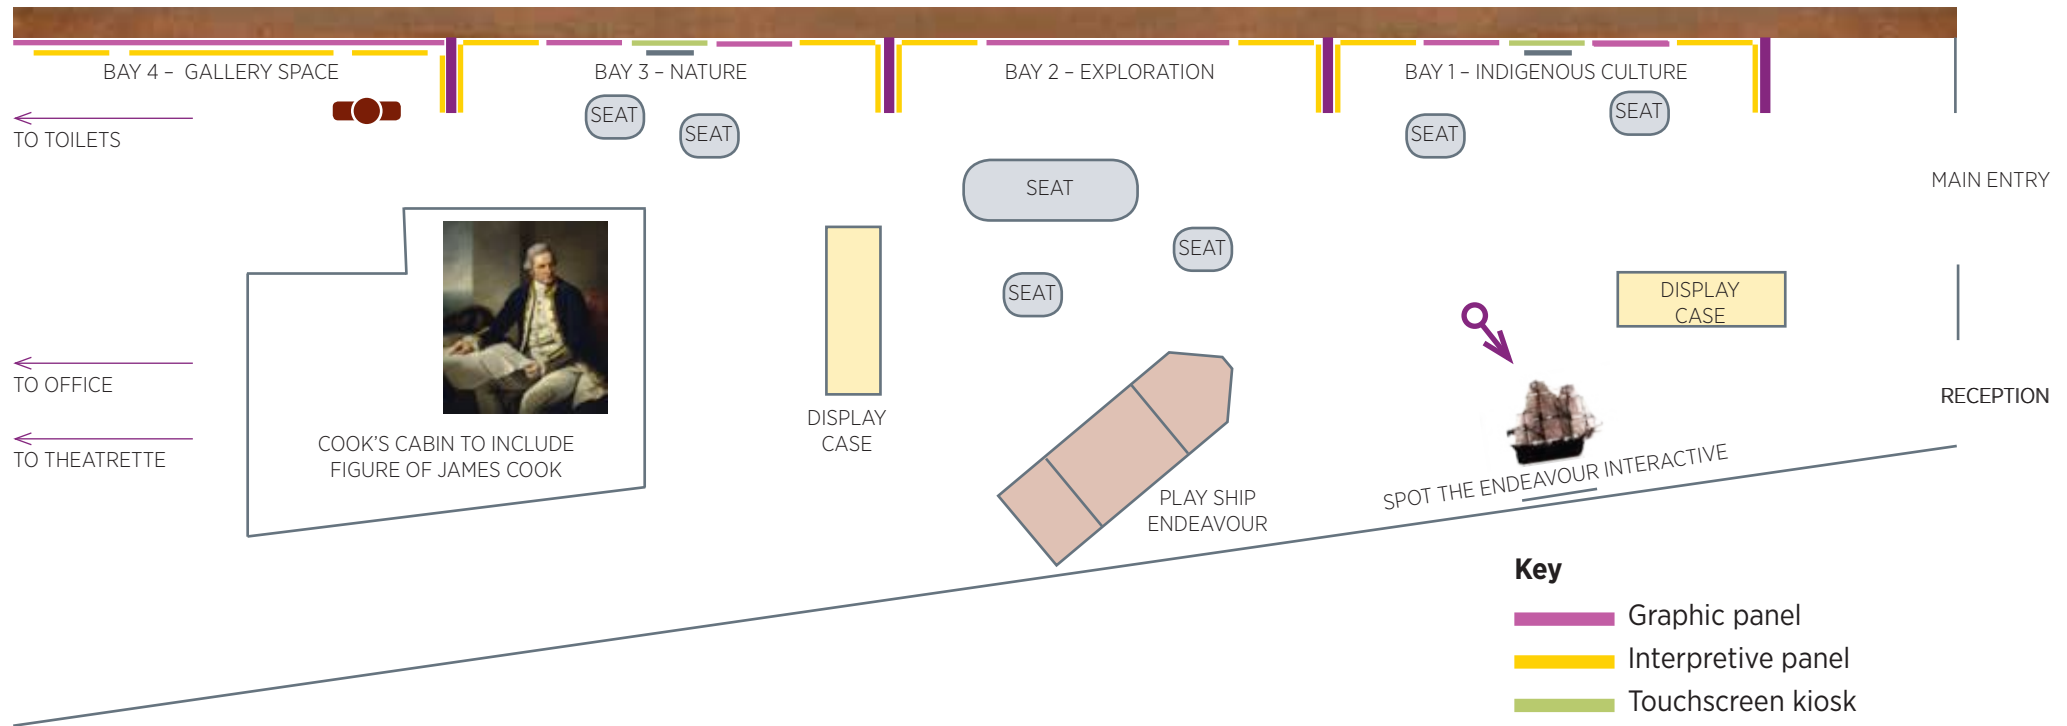 BAY 4 – GALLERY SPACE
BAY 3 – NATURE
BAY 2 – EXPLORATION
BAY 1 – INDIGENOUS CULTURE
SEAT
SEAT
SEAT
SEAT
TO TOILETS
MAIN ENTRY
SEAT
SEAT
SEAT
DISPLAY
CASE
TO OFFICE
RECEPTION
DISPLAY
CASE
COOK’S CABIN TO INCLUDE
FIGURE OF JAMES COOK
TO THEATRETTE
SPOT THE ENDEAVOUR INTERACTIVE
PLAY SHIP
ENDEAVOUR
Key
Graphic panel
Interpretive panel
Touchscreen kiosk